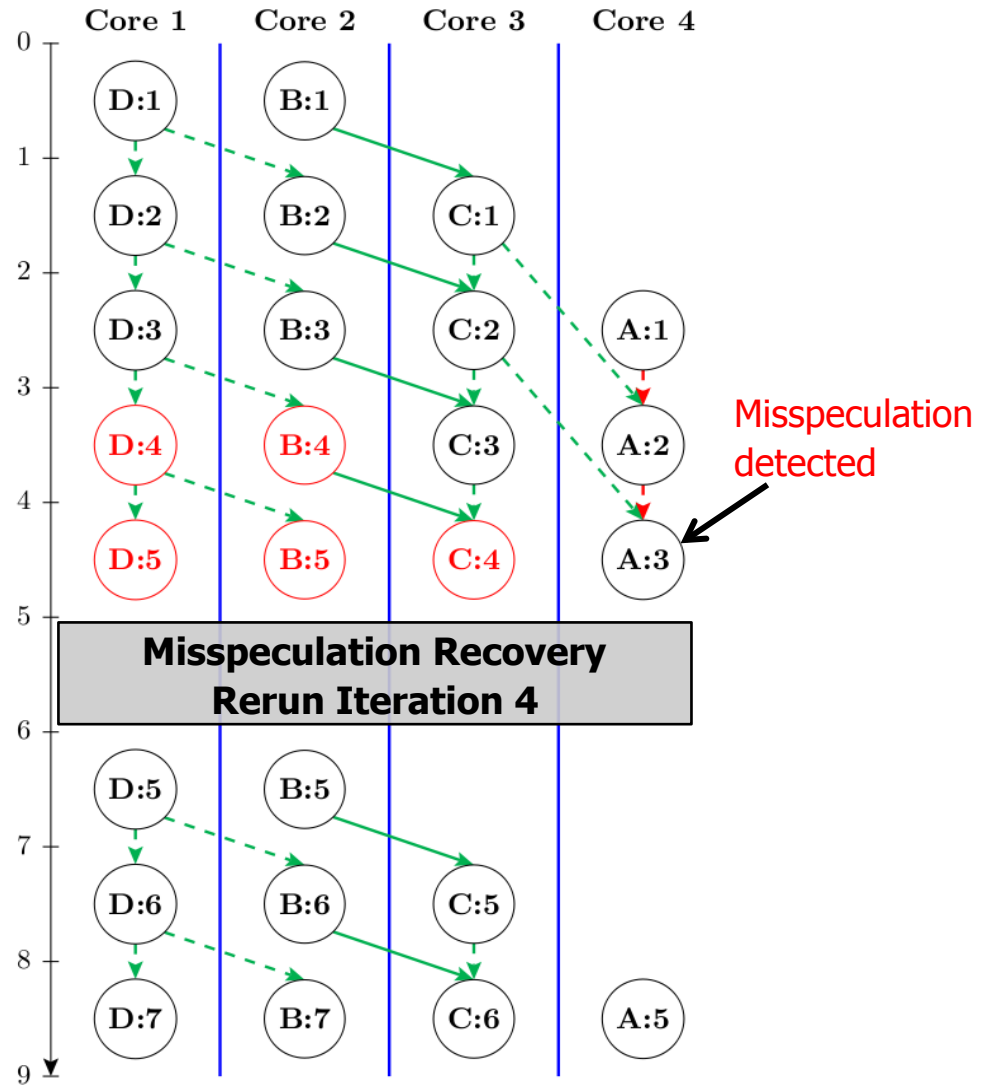 Core 1 Core 2 Core 3 Core 4
0
D:1 B:1
1
D:2 B:2 C:1
2
D:3 B:3 C:2 A:1
3
D:4 B:4 C:3 A:2
Misspeculation
detected
4
D:5 B:5 C:4 A:3
5
Misspeculation Recovery
Rerun Iteration 4
6
D:5 B:5
7
D:6 B:6 C:5
8
D:7 B:7 C:6 A:5
9